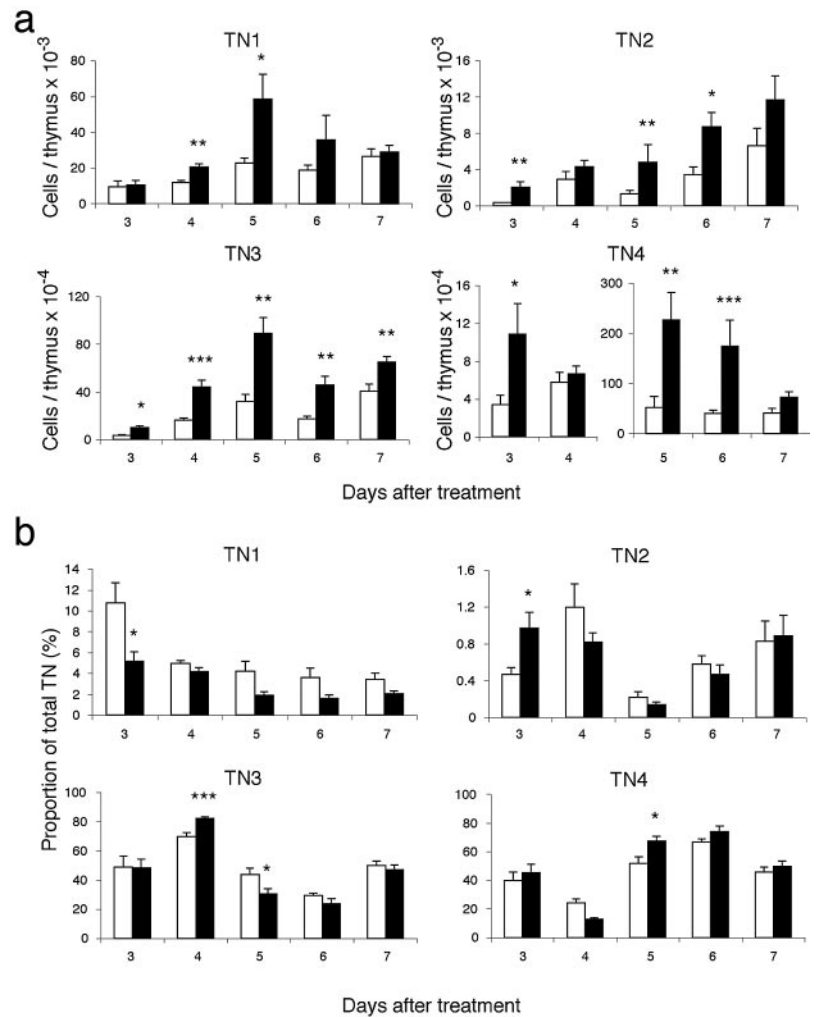 a
TN1
Cells / thymus x 10-3
80
60
40
20
0
*
**
3 4 5 6 7
TN2
Cells / thymus x 10-3
16
12
8
4
0
**
**
*
3 4 5 6 7
TN3
Cells / thymus x 10-4
120
80
40
0
*
***
**
**
**
3 4 5 6 7
TN4
Cells / thymus x 10-4
16
12
8
4
0
*
3 4
300
200
100
0
**
***
5 6 7
Days after treatment
b
Proportion of total TN (%)
TN1
14
12
10
8
6
4
2
0
*
3 4 5 6 7
TN2
1.6
1.2
0.8
0.4
0
*
3 4 5 6 7
TN3
100
80
60
40
20
0
***
*
3 4 5 6 7
TN4
100
80
60
40
20
0
*
3 4 5 6 7
Days after treatment